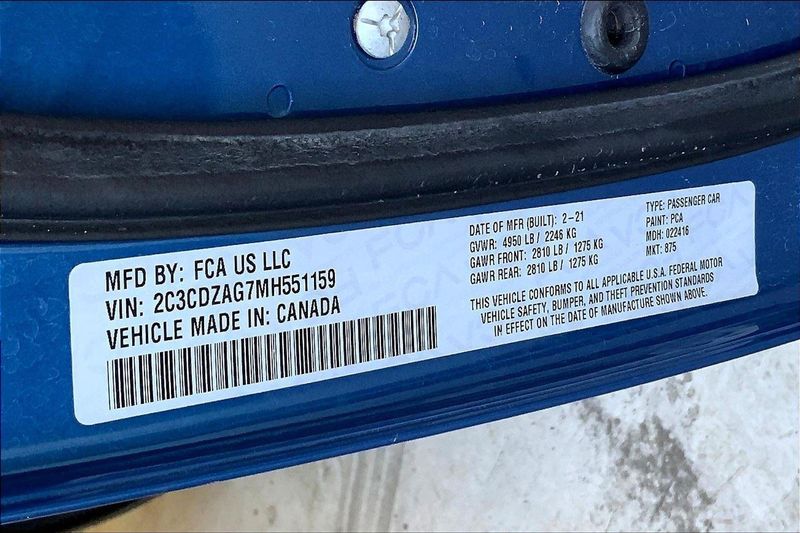 MFD BY: FCA US LLC
VIN: 2C3CDZAG7MH551159
VEHICLE MADE IN: CANADA
DATE OF MFR (BUILT): 2-21
GVWR: 4950 LB / 2246 KG
GAWR FRONT: 2810 LB / 1275 KG
GAWR REAR: 2810 LB / 1275 KG
TYPE: PASSENGER CAR
PAINT: PCA
MDH: 022416
MKT: 875
THIS VEHICLE CONFORMS TO ALL APPLICABLE U.S.A. FEDERAL MOTOR
VEHICLE SAFETY, BUMPER, AND THEFT PREVENTION STANDARDS
IN EFFECT ON THE DATE OF MANUFACTURE SHOWN ABOVE.